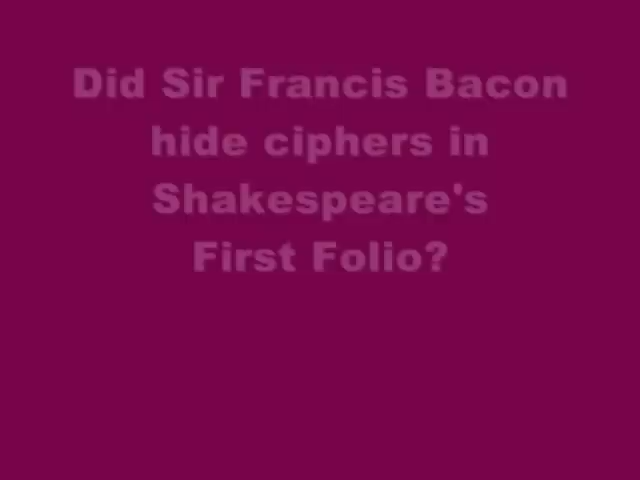 Did Sir Francis Bacon
hide ciphers in
Shakespeare's
First Folio?